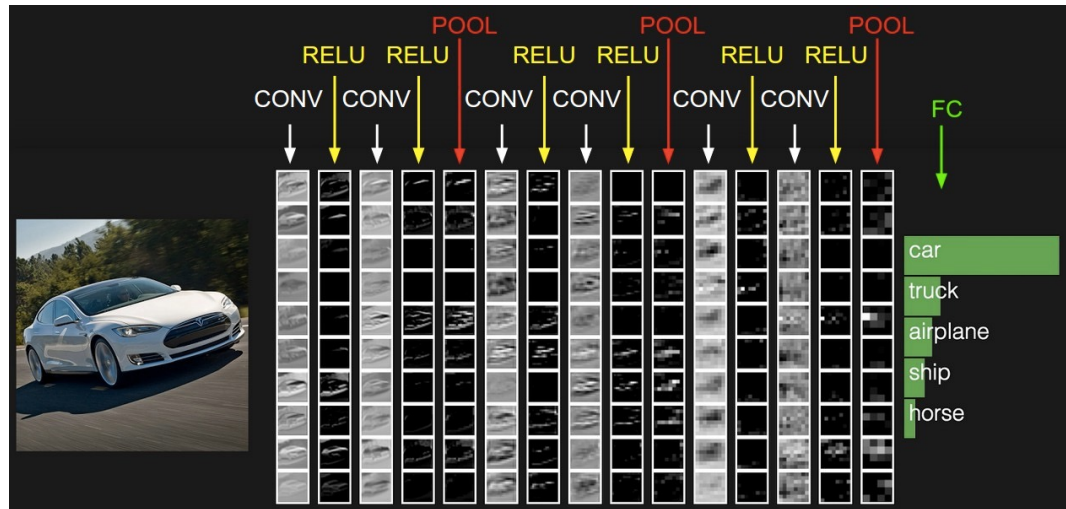 POOL POOL POOL
RELU RELU RELU RELU RELU RELU
CONV CONV CONV CONV CONV CONV
FC
car
truck
airplane
ship
horse